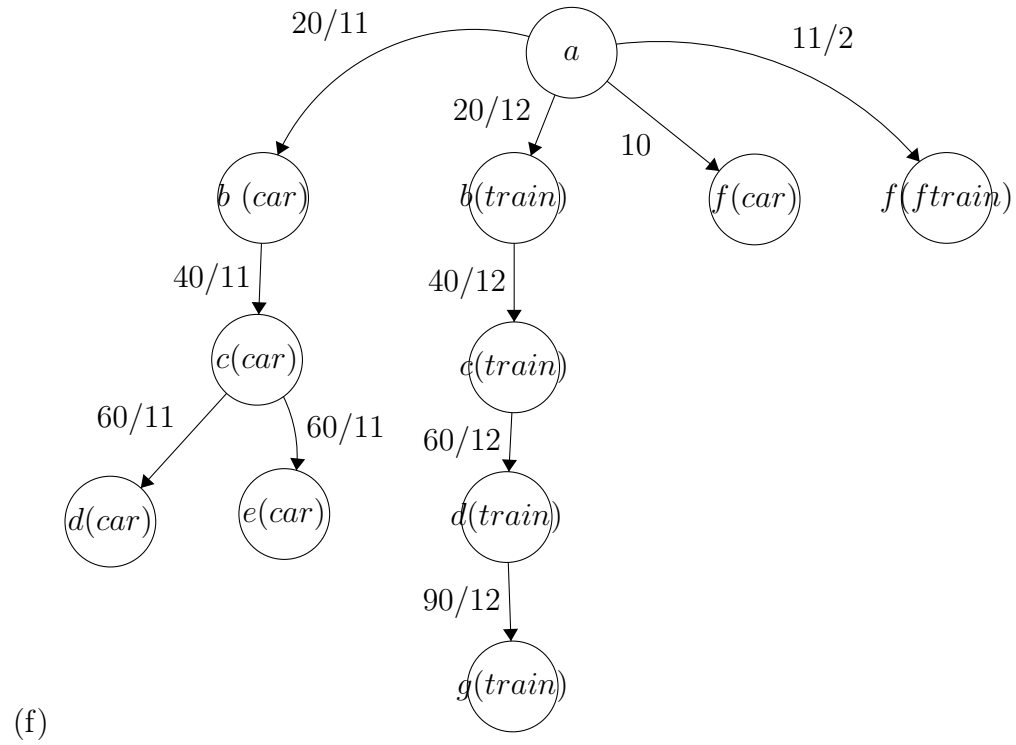 20/11
a
11/2
20/12
10
b (car)
b(train)
f(car)
f(ftrain)
40/11
40/12
c(car)
c(train)
60/11
60/11
60/12
d(car)
e(car)
d(train)
90/12
g(train)
(f)